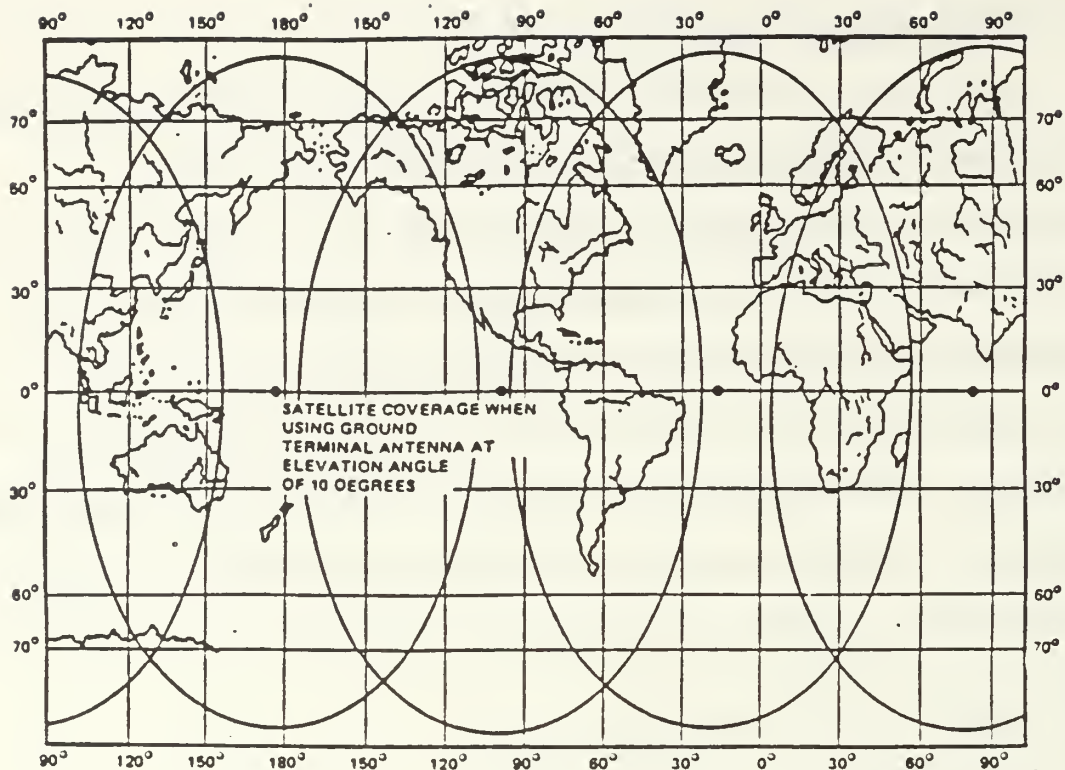 90° 120° 150° 180° 150° 120° 90° 60° 30° 0° 30° 60° 90°
70° 70°
60° 60°
30° 30°
0° 0°
SATELLITE COVERAGE WHEN
USING GROUND
TERMINAL ANTENNA AT
ELEVATION ANGLE
OF 10 OEGREES
30° 30°
60° 60°
70° 70°
90° 120° 150° 180° 150° 120° 90° 60° 30° 0° 30° 60° 90°